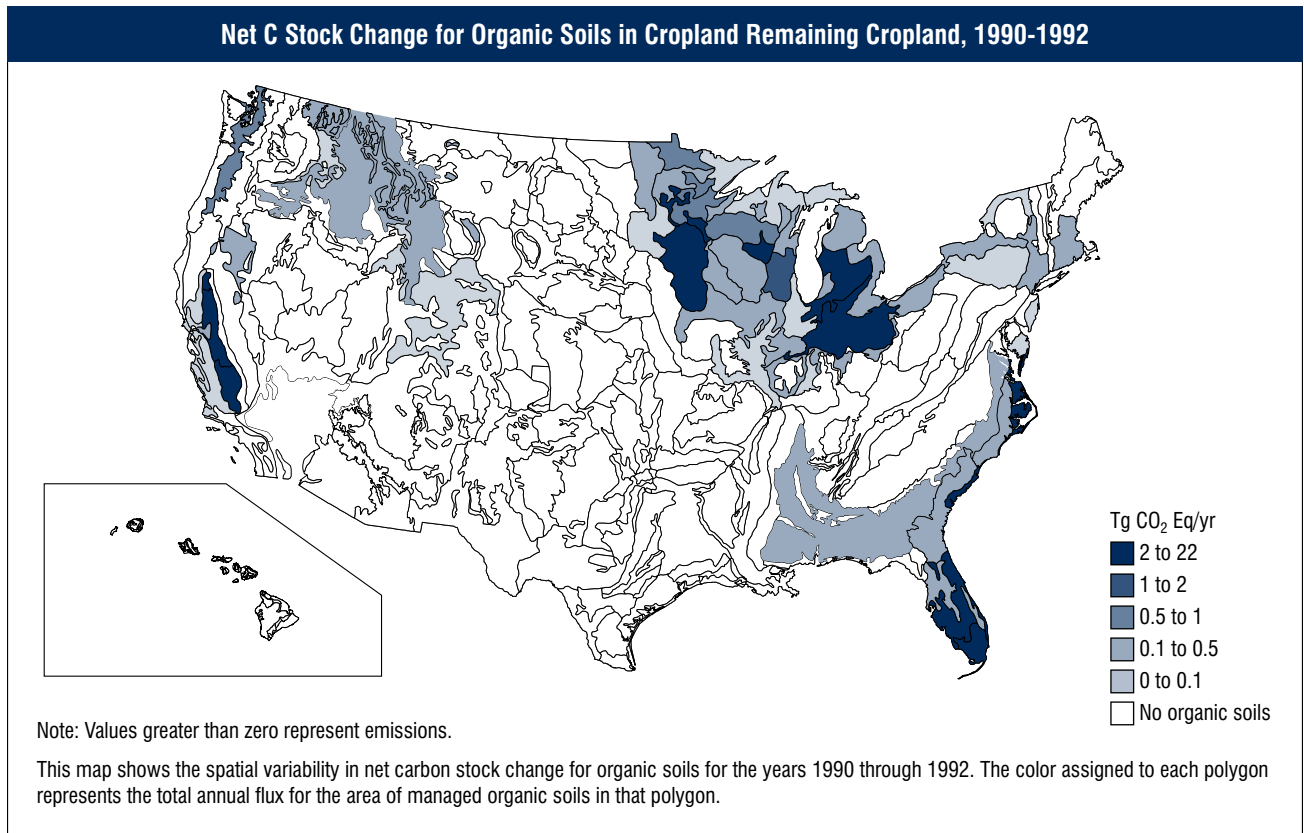 Net C Stock Change for Organic Soils in Cropland Remaining Cropland, 1990-1992
Tg CO₂ Eq/yr
2 to 22
1 to 2
0.5 to 1
0.1 to 0.5
0 to 0.1
No organic soils
Note: Values greater than zero represent emissions.
This map shows the spatial variability in net carbon stock change for organic soils for the years 1990 through 1992. The color assigned to each polygon
represents the total annual flux for the area of managed organic soils in that polygon.